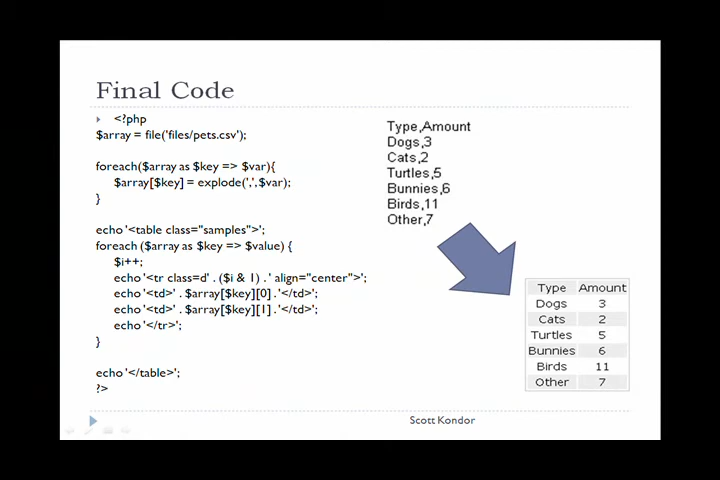 Final Code
<?php
$array = file('files/pets.csv');
foreach($array as $key => $var){
$array[$key] = explode(',',$var);
}
echo '<table class="samples">';
foreach ($array as $key => $value) {
$i++;
echo '<tr class=d' . ($i & 1) . ' align="center">';
echo '<td>' . $array[$key][0] . '</td>';
echo '<td>' . $array[$key][1] . '</td>';
echo '</tr>';
}
echo '</table>';
?>
Type,Amount
Dogs,3
Cats,2
Turtles,5
Bunnies,6
Birds,11
Other,7
Type Amount
Dogs 3
Cats 2
Turtles 5
Bunnies 6
Birds 11
Other 7
Scott Kondor